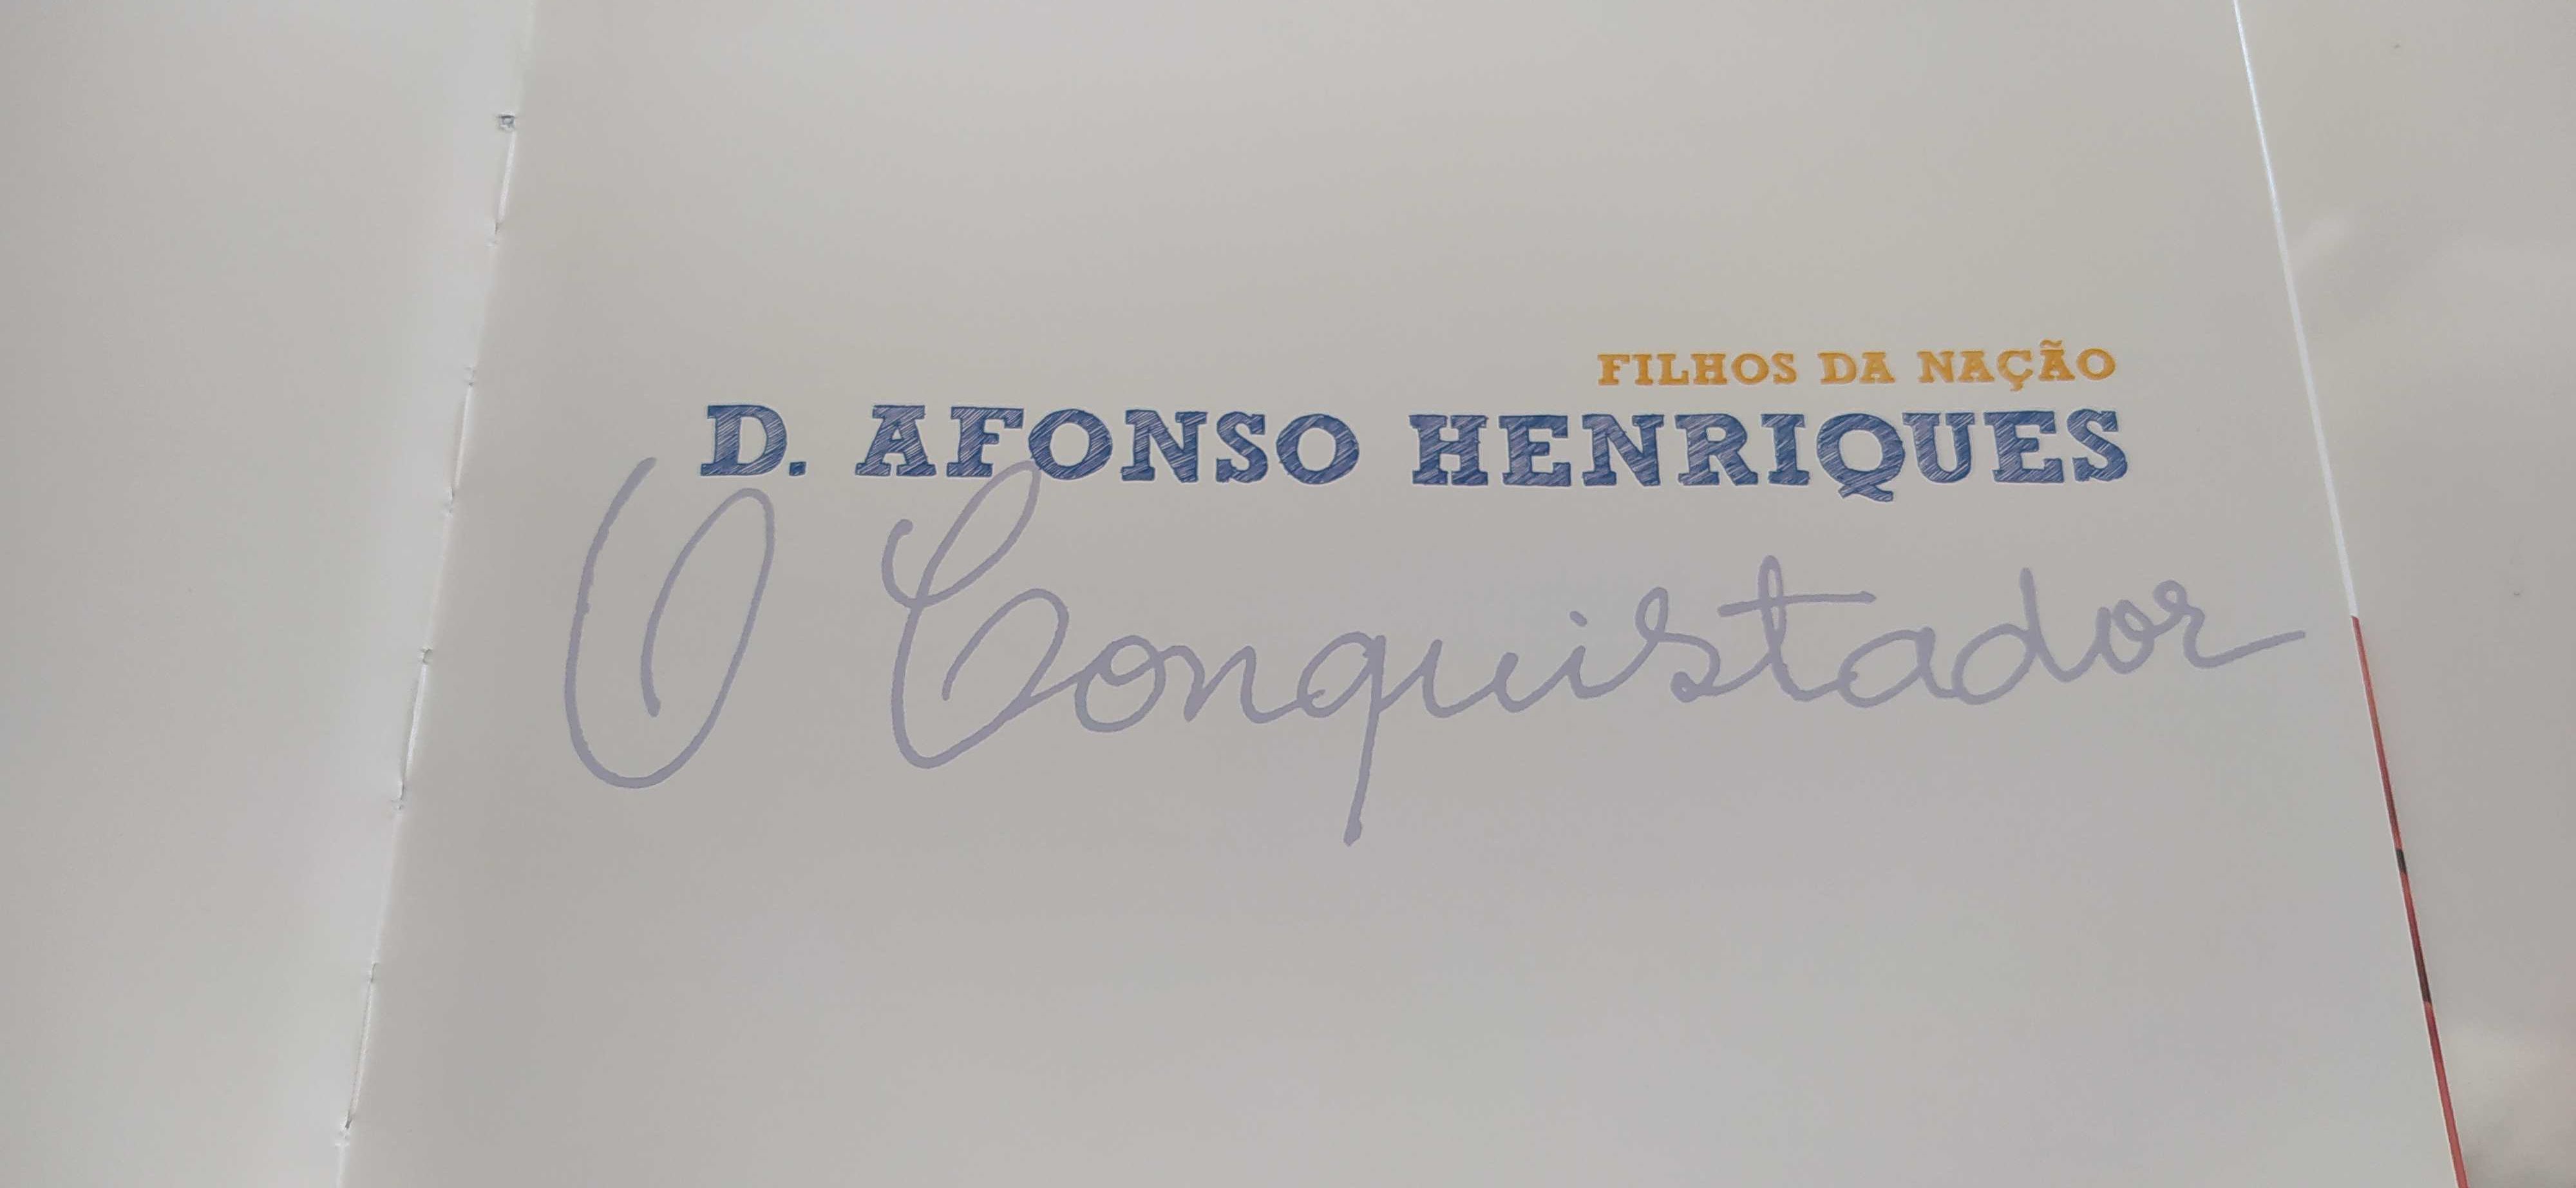 FILHOS DA NAÇÃO
D. AFONSO HENRIQUES
O Conquistador